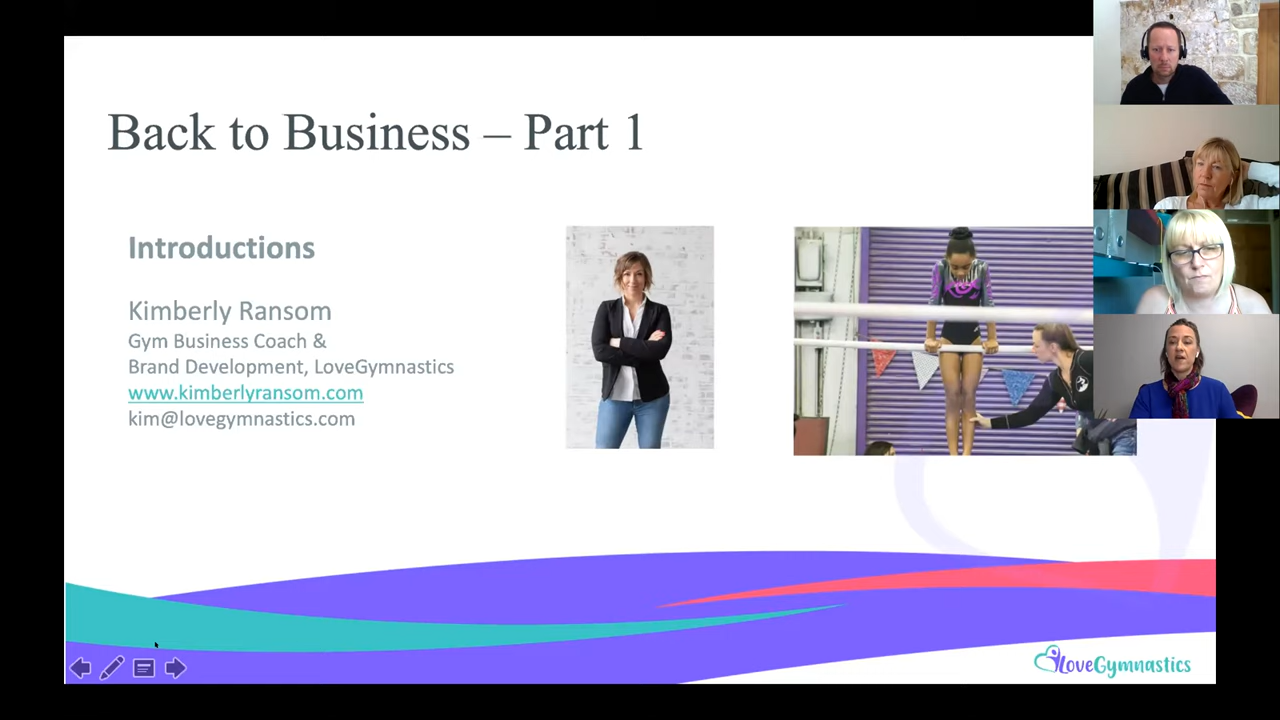 Back to Business – Part 1
Introductions
Kimberly Ransom
Gym Business Coach &
Brand Development, LoveGymnastics
www.kimberlyransom.com
kim@lovegymnastics.com
LoveGymnastics